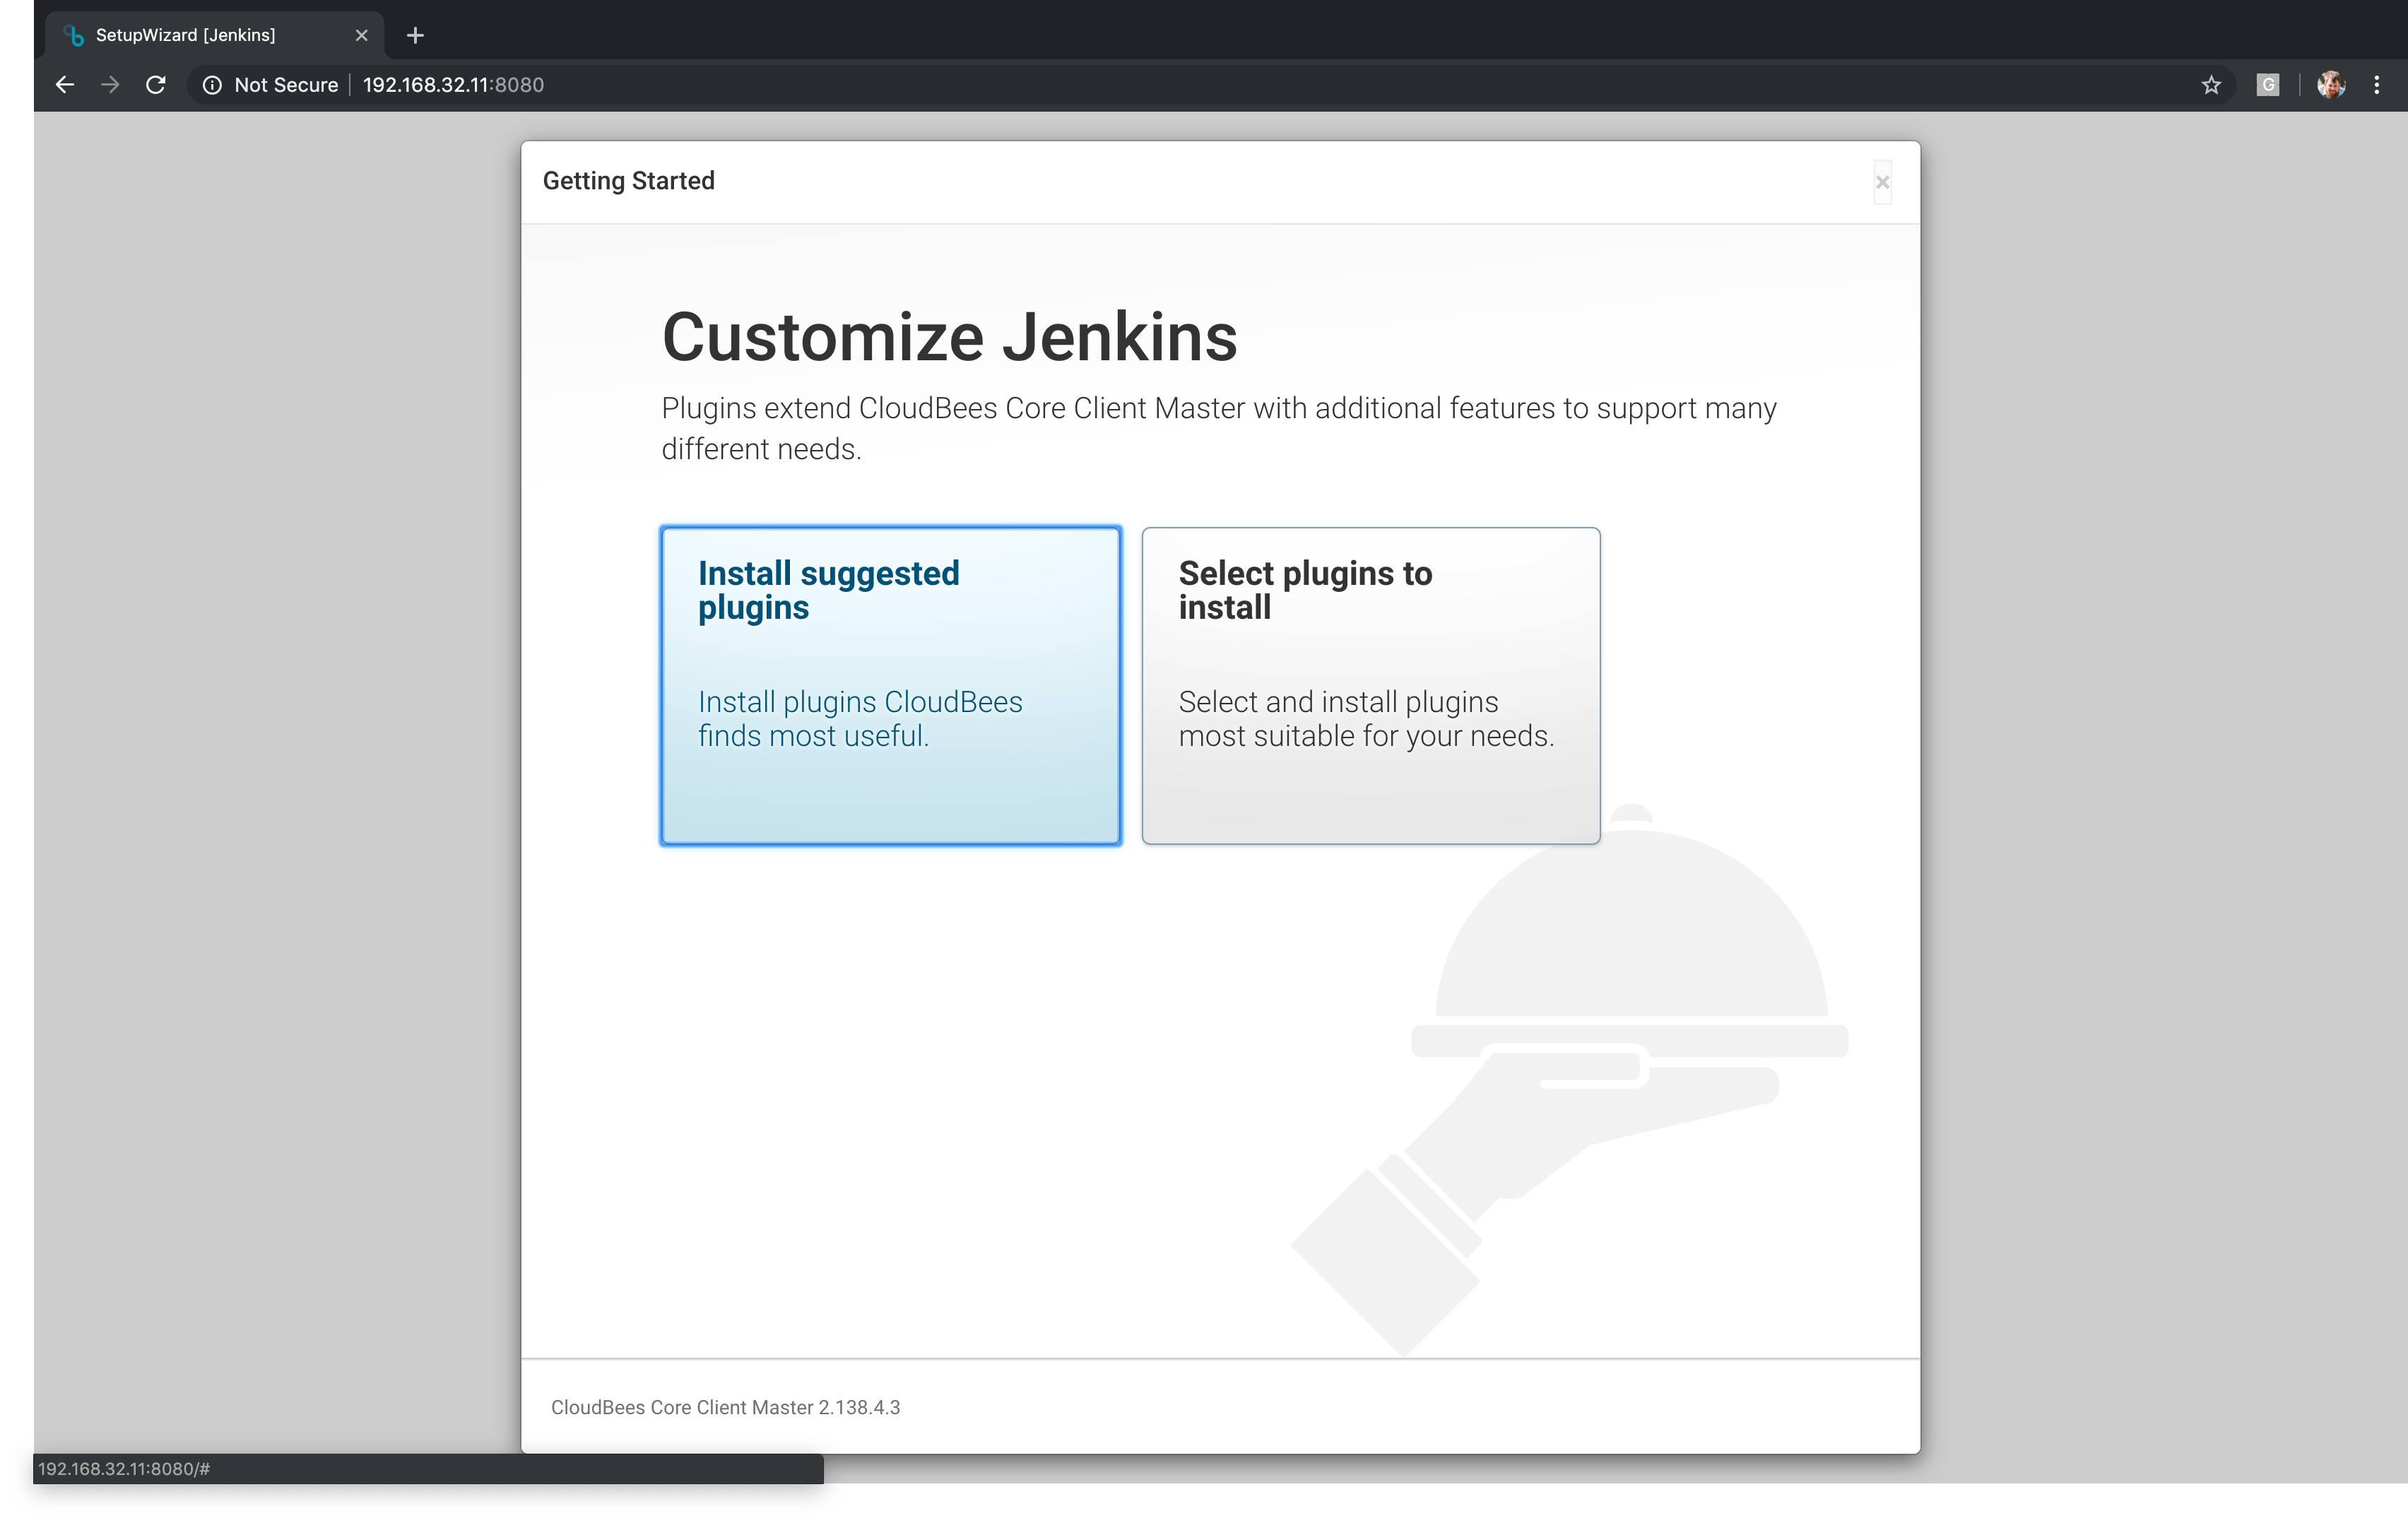 SetupWizard [Jenkins]
Not Secure
192.168.32.11:8080
G
Getting Started
Customize Jenkins
Plugins extend CloudBees Core Client Master with additional features to support many
different needs.
Install suggested
plugins
Install plugins CloudBees
finds most useful.
Select plugins to
install
Select and install plugins
most suitable for your needs.
CloudBees Core Client Master 2.138.4.3
192.168.32.11:8080/#